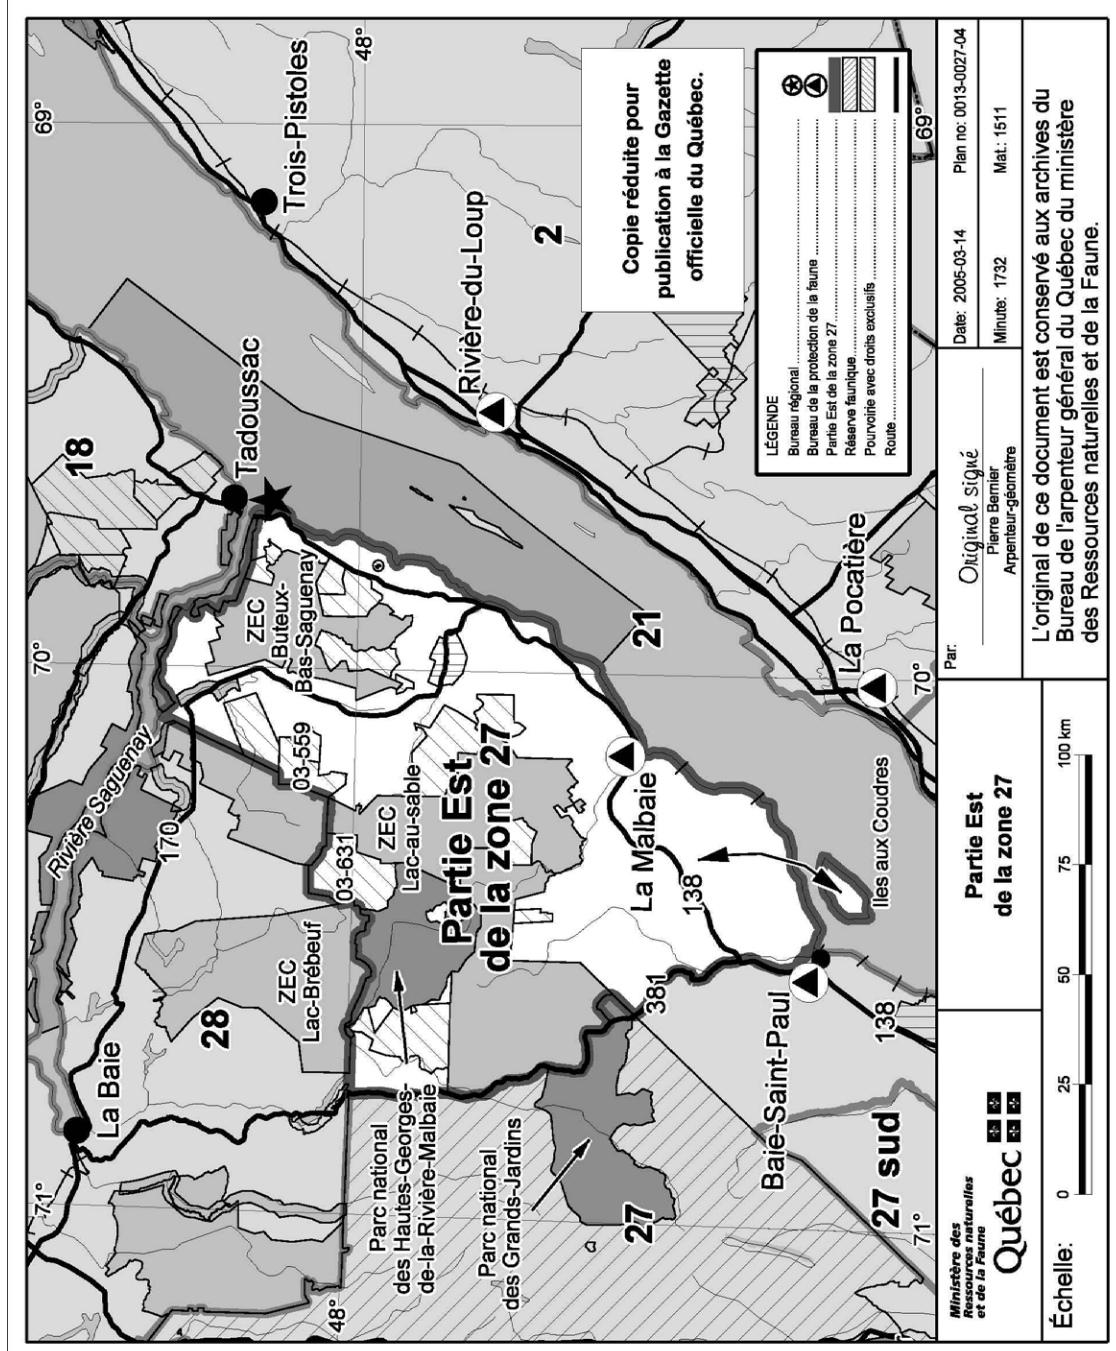 69°
48°
Trois-Pistoles
Rivière-du-Loup
2
18
Tadoussac
70°
ZEC
Buteux-
Bas-Saguenay
21
La Pocatière
70°
69°
Rivière Saguenay
170
03-559
03-631
ZEC
Lac-au-sable
Partie Est
de la zone 27
La Malbaie
138
Iles aux Coudres
ZEC
Lac-Brébeuf
28
La Baie
381
Baie-Saint-Paul
138
71°
48°
Parc national
des Hautes-Georges-
de-la-Rivière-Malbaie
Parc national
des Grands-Jardins
27
27 sud
71°
Copie réduite pour
publication à la Gazette
officielle du Québec.
LÉGENDE
Bureau régional
Bureau de la protection de la faune
Partie Est de la zone 27
Réserve faunique
Pourvoirie avec droits exclusifs
Route
Ministère des
Ressources naturelles
et de la Faune
Québec
Échelle:
0 25 50 75 100 km
Partie Est
de la zone 27
Par:
Original signé
Pierre Bernier
Arpenteur-géomètre
Date: 2005-03-14 Plan no: 0013-0027-04
Minute: 1732 Mat.: 1511
L'original de ce document est conservé aux archives du
Bureau de l'arpenteur général du Québec du ministère
des Ressources naturelles et de la Faune.